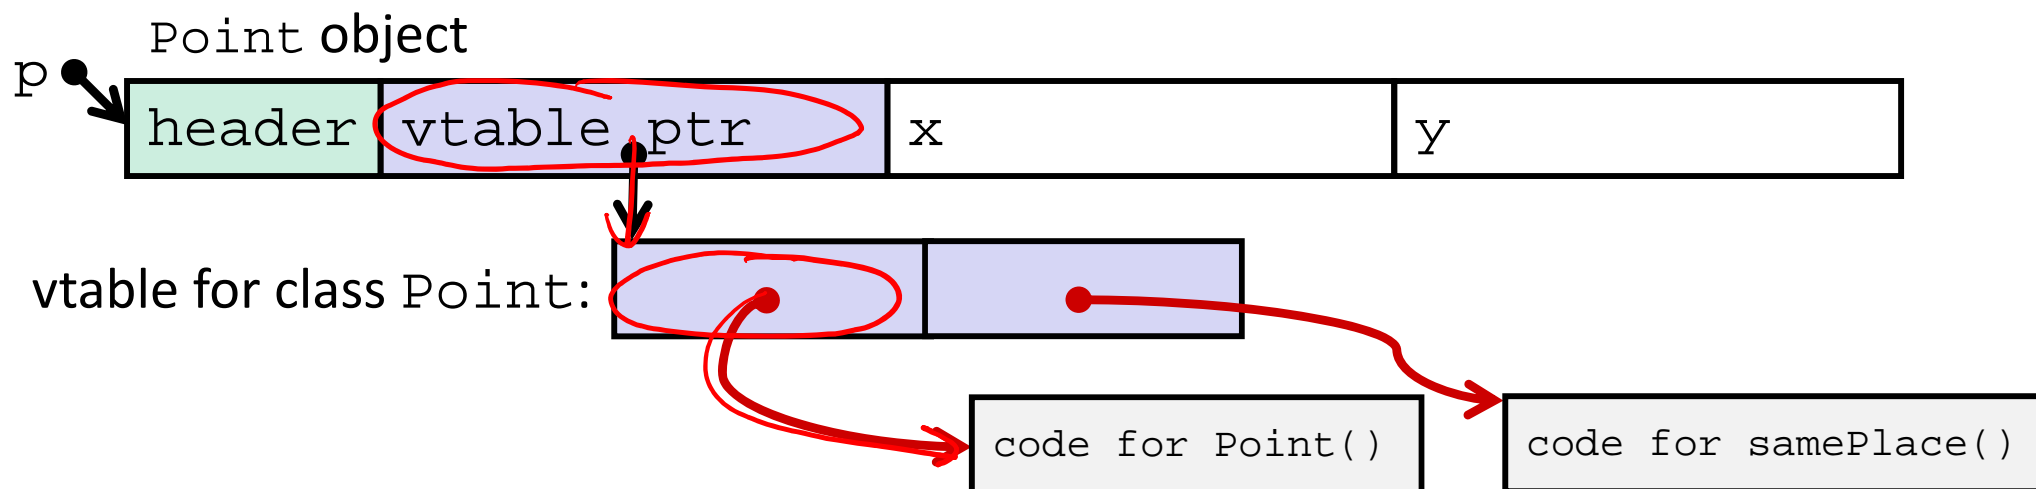 Point object
p
header vtable ptr x y
vtable for class Point:
code for Point() code for samePlace()